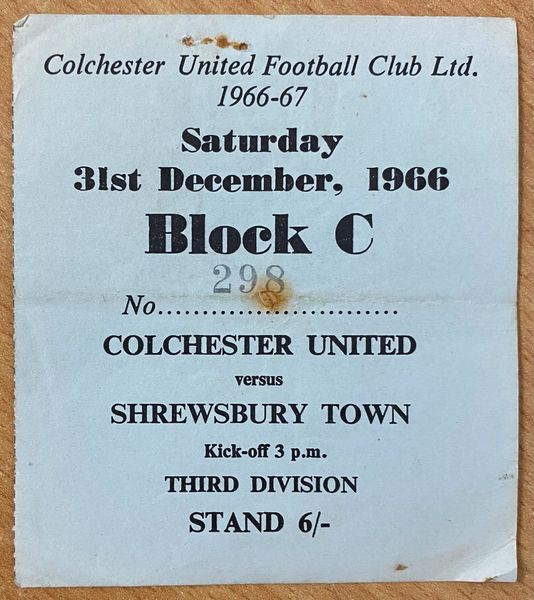 Colchester United Football Club Ltd.
1966-67
Saturday
31st December, 1966
Block C
298
No...........................
COLCHESTER UNITED
versus
SHREWSBURY TOWN
Kick-off 3 p.m.
THIRD DIVISION
STAND 6/-